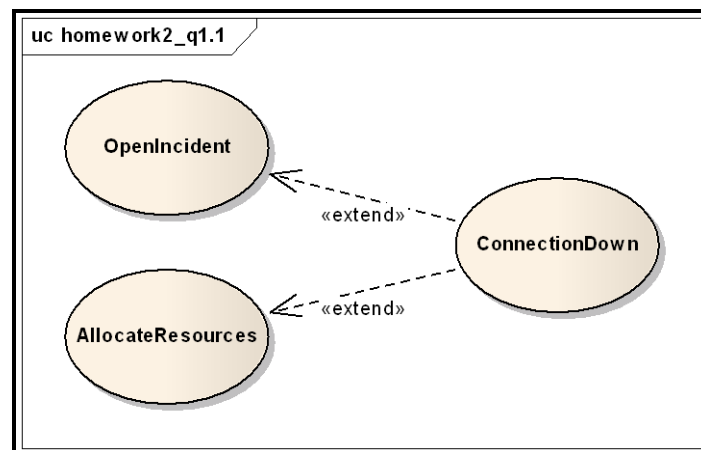 uc homework2_q1.1
OpenIncident
«extend»
ConnectionDown
«extend»
AllocateResources